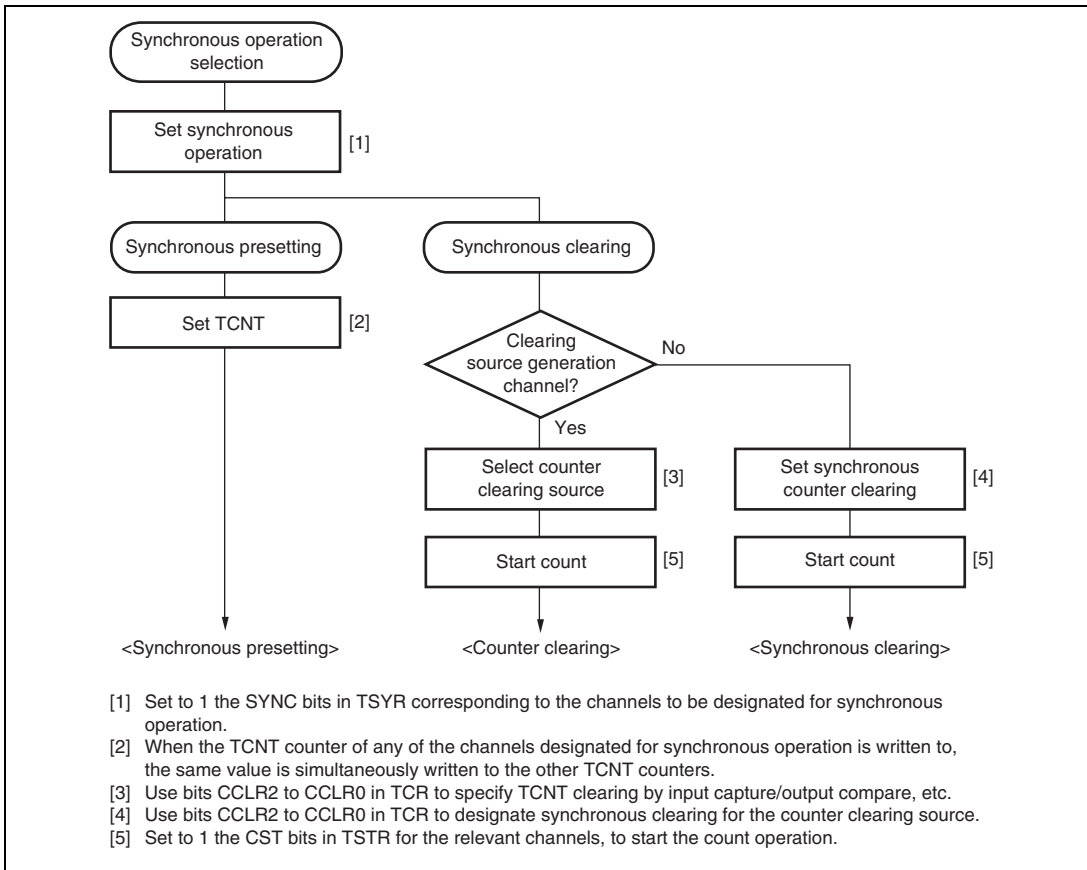 Synchronous operation
selection
Set synchronous
operation
[1]
Synchronous presetting
Synchronous clearing
Set TCNT
[2]
Clearing
source generation
channel?
No
Yes
Select counter
clearing source
[3]
Set synchronous
counter clearing
[4]
Start count
[5]
Start count
[5]
<Synchronous presetting>
<Counter clearing>
<Synchronous clearing>
[1] Set to 1 the SYNC bits in TSYR corresponding to the channels to be designated for synchronous
operation.
[2] When the TCNT counter of any of the channels designated for synchronous operation is written to,
the same value is simultaneously written to the other TCNT counters.
[3] Use bits CCLR2 to CCLR0 in TCR to specify TCNT clearing by input capture/output compare, etc.
[4] Use bits CCLR2 to CCLR0 in TCR to designate synchronous clearing for the counter clearing source.
[5] Set to 1 the CST bits in TSTR for the relevant channels, to start the count operation.